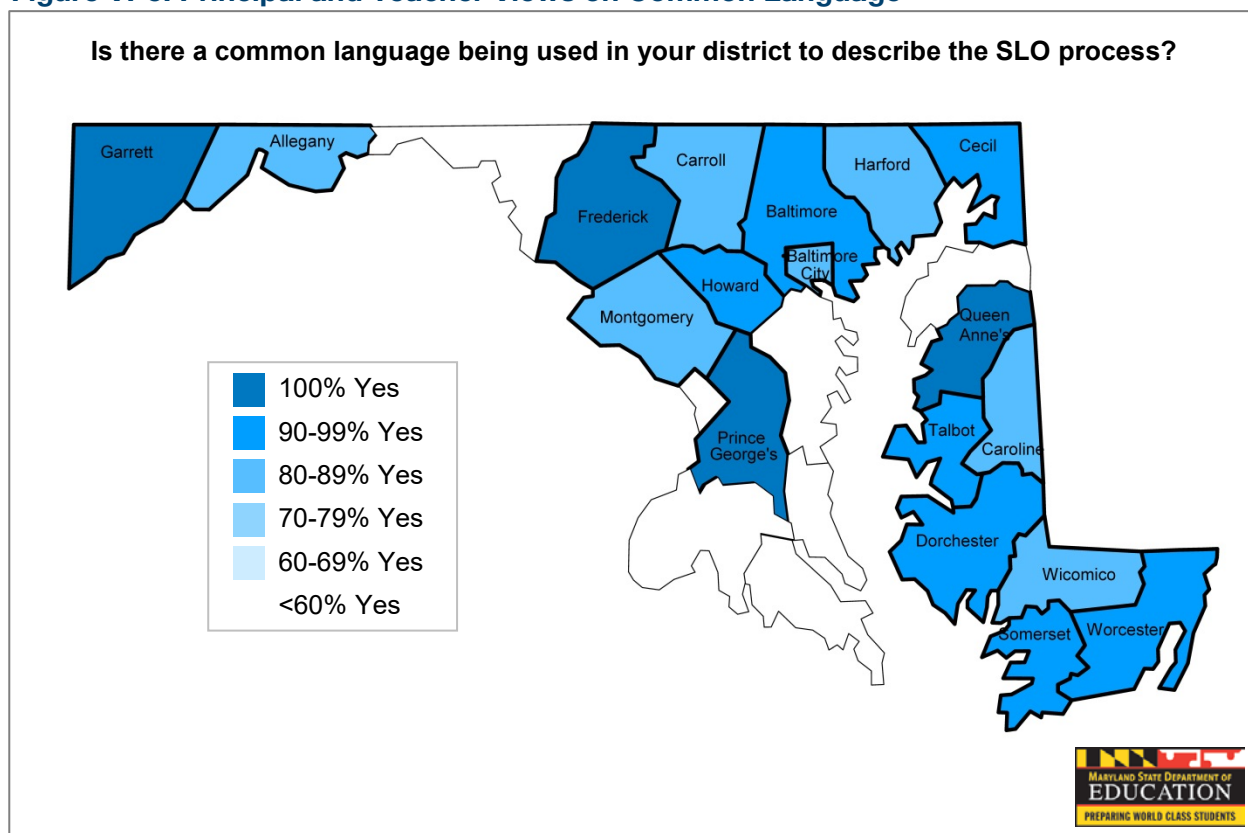 Is there a common language being used in your district to describe the SLO process?
Garrett
Allegany
Frederick
Carroll
Baltimore
Harford
Cecil
Baltimore
City
Howard
Montgomery
Prince
George's
Queen
Anne's
Talbot
Caroline
Dorchester
Wicomico
Somerset
Worcester
100% Yes
90-99% Yes
80-89% Yes
70-79% Yes
60-69% Yes
<60% Yes
MARYLAND STATE DEPARTMENT OF
EDUCATION
PREPARING WORLD CLASS STUDENTS